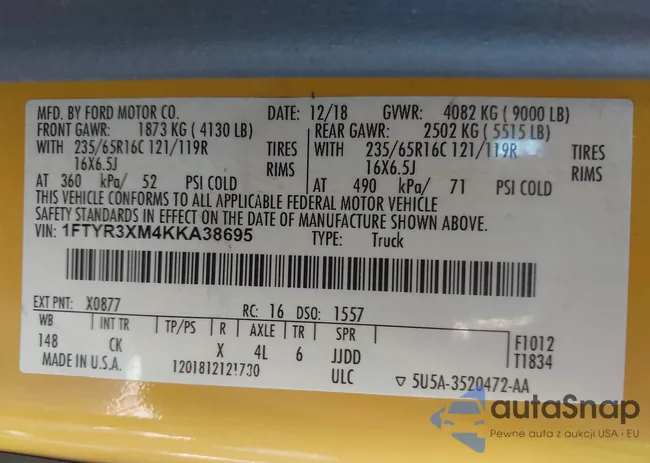 MFD. BY FORD MOTOR CO. DATE: 12/18 GVWR: 4082 KG ( 9000 LB)
FRONT GAWR: 1873 KG ( 4130 LB) REAR GAWR: 2502 KG ( 5515 LB)
WITH 235/65R16C 121/119R TIRES WITH 235/65R16C 121/119R TIRES
16X6.5J RIMS 16X6.5J RIMS
AT 360 kPa/ 52 PSI COLD AT 490 kPa/ 71 PSI COLD
THIS VEHICLE CONFORMS TO ALL APPLICABLE FEDERAL MOTOR VEHICLE
SAFETY STANDARDS IN EFFECT ON THE DATE OF MANUFACTURE SHOWN ABOVE.
VIN: 1FTYR3XM4KKA38695 TYPE: Truck
EXT PNT: X0877 RC: 16 DSO: 1557
WB INT TR TP/PS R AXLE TR SPR F1012
148 CK X 4L 6 JJDD T1834
MADE IN U.S.A. 201812121730 ULC ▽ 5U5A-3520472-AA
autaSnap
Pewne auta z aukcji USA i EU